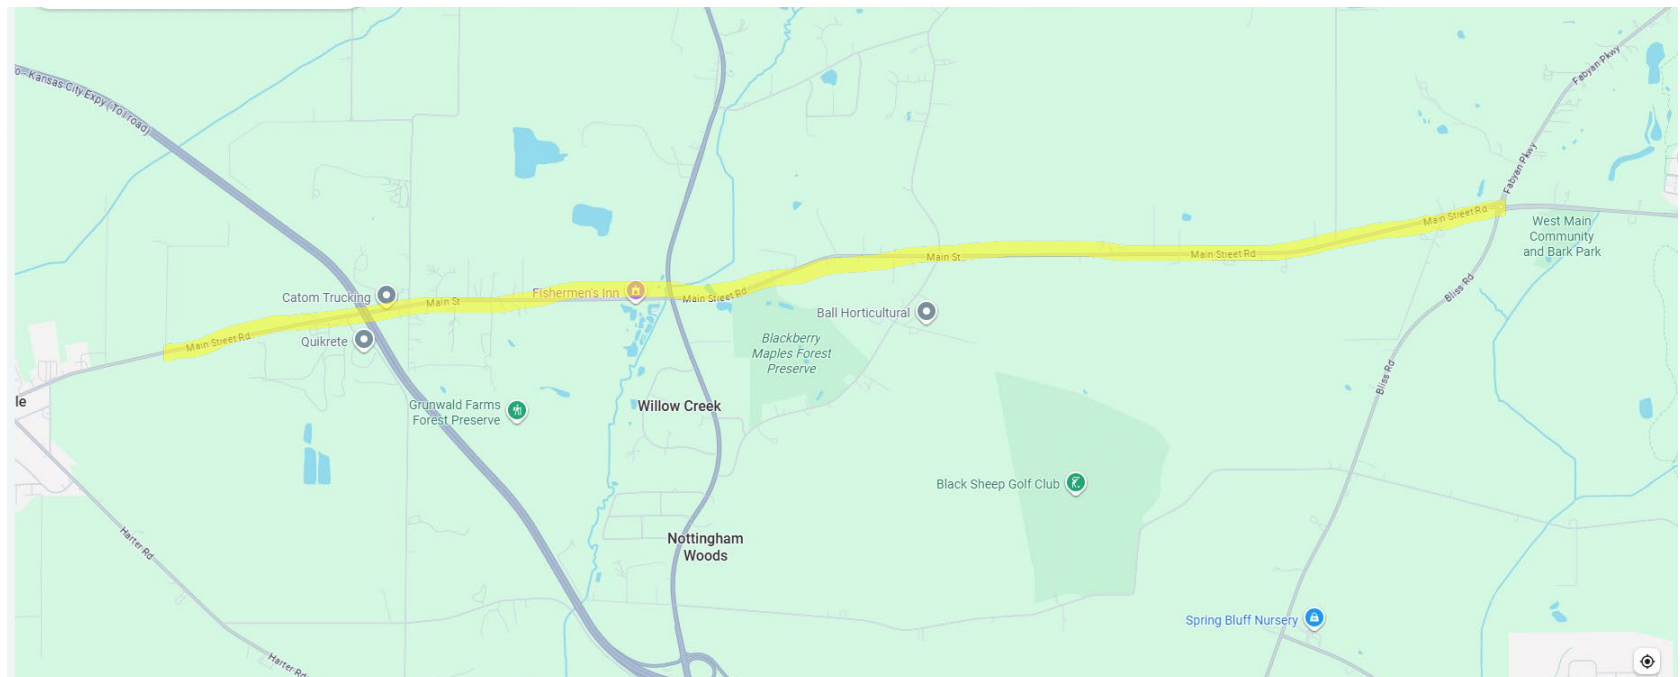 o - Kansas City Expy (Toll road)
Fabyan Pkwy
Fabyan Pkwy
Main Street Rd
West Main
Community
and Bark Park
Main St
Main Street Rd
Bliss Rd
Catom Trucking
Main St
Fishermen's Inn
Main Street Rd
Ball Horticultural
Quikrete
Main Street Rd
Blackberry
Maples Forest
Preserve
Bliss Rd
le
Grunwald Farms
Forest Preserve
Willow Creek
Black Sheep Golf Club
Harter Rd
Nottingham
Woods
Spring Bluff Nursery
Harter Rd